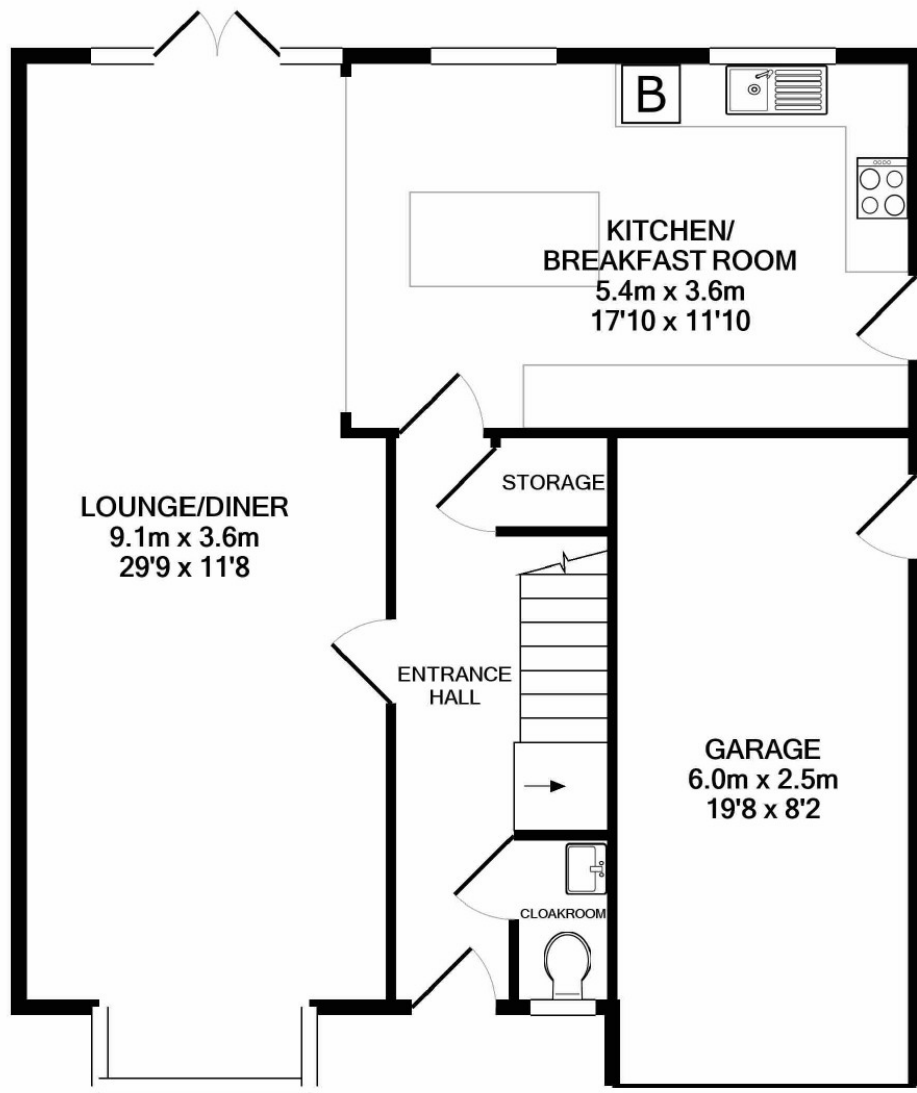 B
KITCHEN/
BREAKFAST ROOM
5.4m x 3.6m
17'10 x 11'10
STORAGE
LOUNGE/DINER
9.1m x 3.6m
29'9 x 11'8
ENTRANCE
HALL
GARAGE
6.0m x 2.5m
19'8 x 8'2
CLOAKROOM